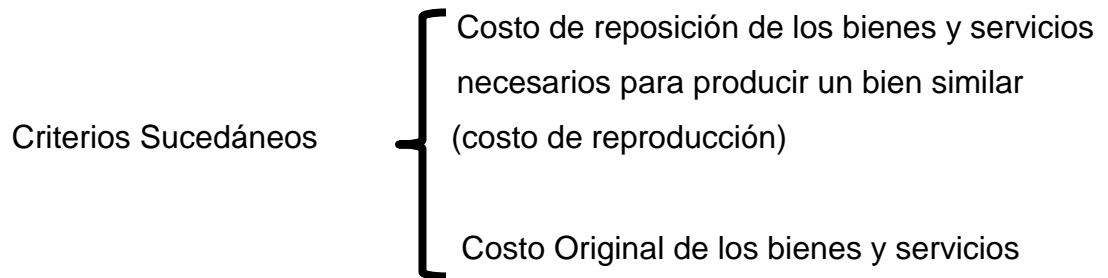 Costo de reposición de los bienes y servicios
necesarios para producir un bien similar
Criterios Sucedáneos
(costo de reproducción)
Costo Original de los bienes y servicios